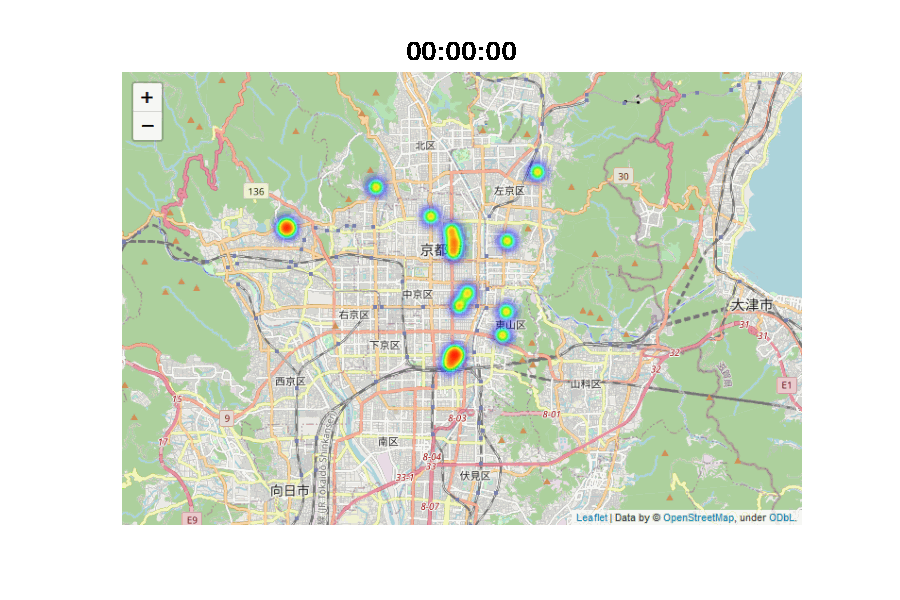 00:00:00
+
−
北区
136
左京区
30
京都
中京区
大津市
右京区
東山区
31
31
下京区
32
32
西京区
山科区
E1
15
9
8-03
8-01
17
南区
8-04
33
33-1
伏見区
向日市
8-07
E9
Leaflet | Data by © OpenStreetMap, under ODbL.